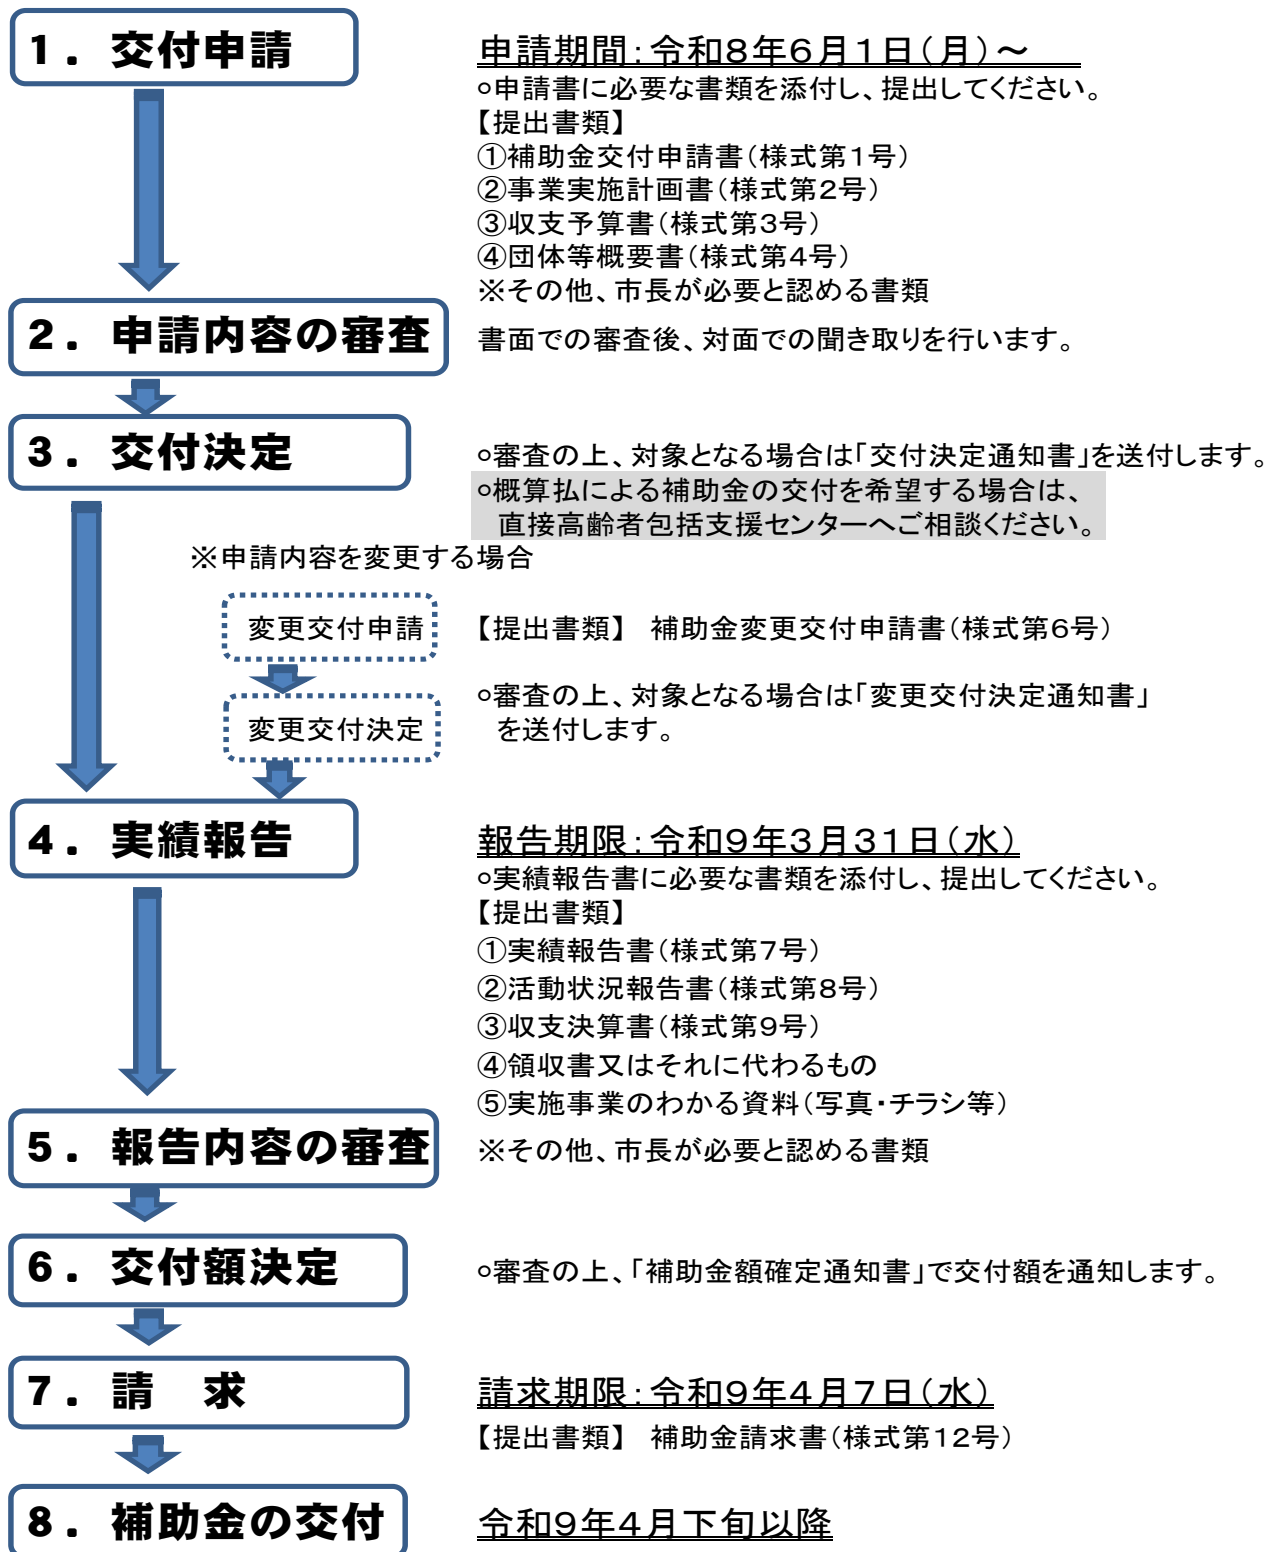 １．交付申請
申請期間：令和８年６月１日（月）～
○申請書に必要な書類を添付し、提出してください。
【提出書類】
①補助金交付申請書（様式第１号）
②事業実施計画書（様式第２号）
③収支予算書（様式第３号）
④団体等概要書（様式第４号）
※その他、市長が必要と認める書類
２．申請内容の審査
書面での審査後、対面での聞き取りを行います。
３．交付決定
○審査の上、対象となる場合は「交付決定通知書」を送付します。
○概算払による補助金の交付を希望する場合は、
直接高齢者包括支援センターへご相談ください。
※申請内容を変更する場合
変更交付申請
【提出書類】　補助金変更交付申請書（様式第６号）
○審査の上、対象となる場合は「変更交付決定通知書」
変更交付決定
を送付します。
４．実績報告
報告期限：令和９年３月３１日（水）
○実績報告書に必要な書類を添付し、提出してください。
【提出書類】
①実績報告書（様式第７号）
②活動状況報告書（様式第８号）
③収支決算書（様式第９号）
④領収書又はそれに代わるもの
⑤実施事業のわかる資料（写真・チラシ等）
５．報告内容の審査
※その他、市長が必要と認める書類
６．交付額決定
○審査の上、「補助金額確定通知書」で交付額を通知します。
７．請　求
請求期限：令和９年４月７日（水）
【提出書類】　補助金請求書（様式第１２号）
８．補助金の交付
令和９年４月下旬以降